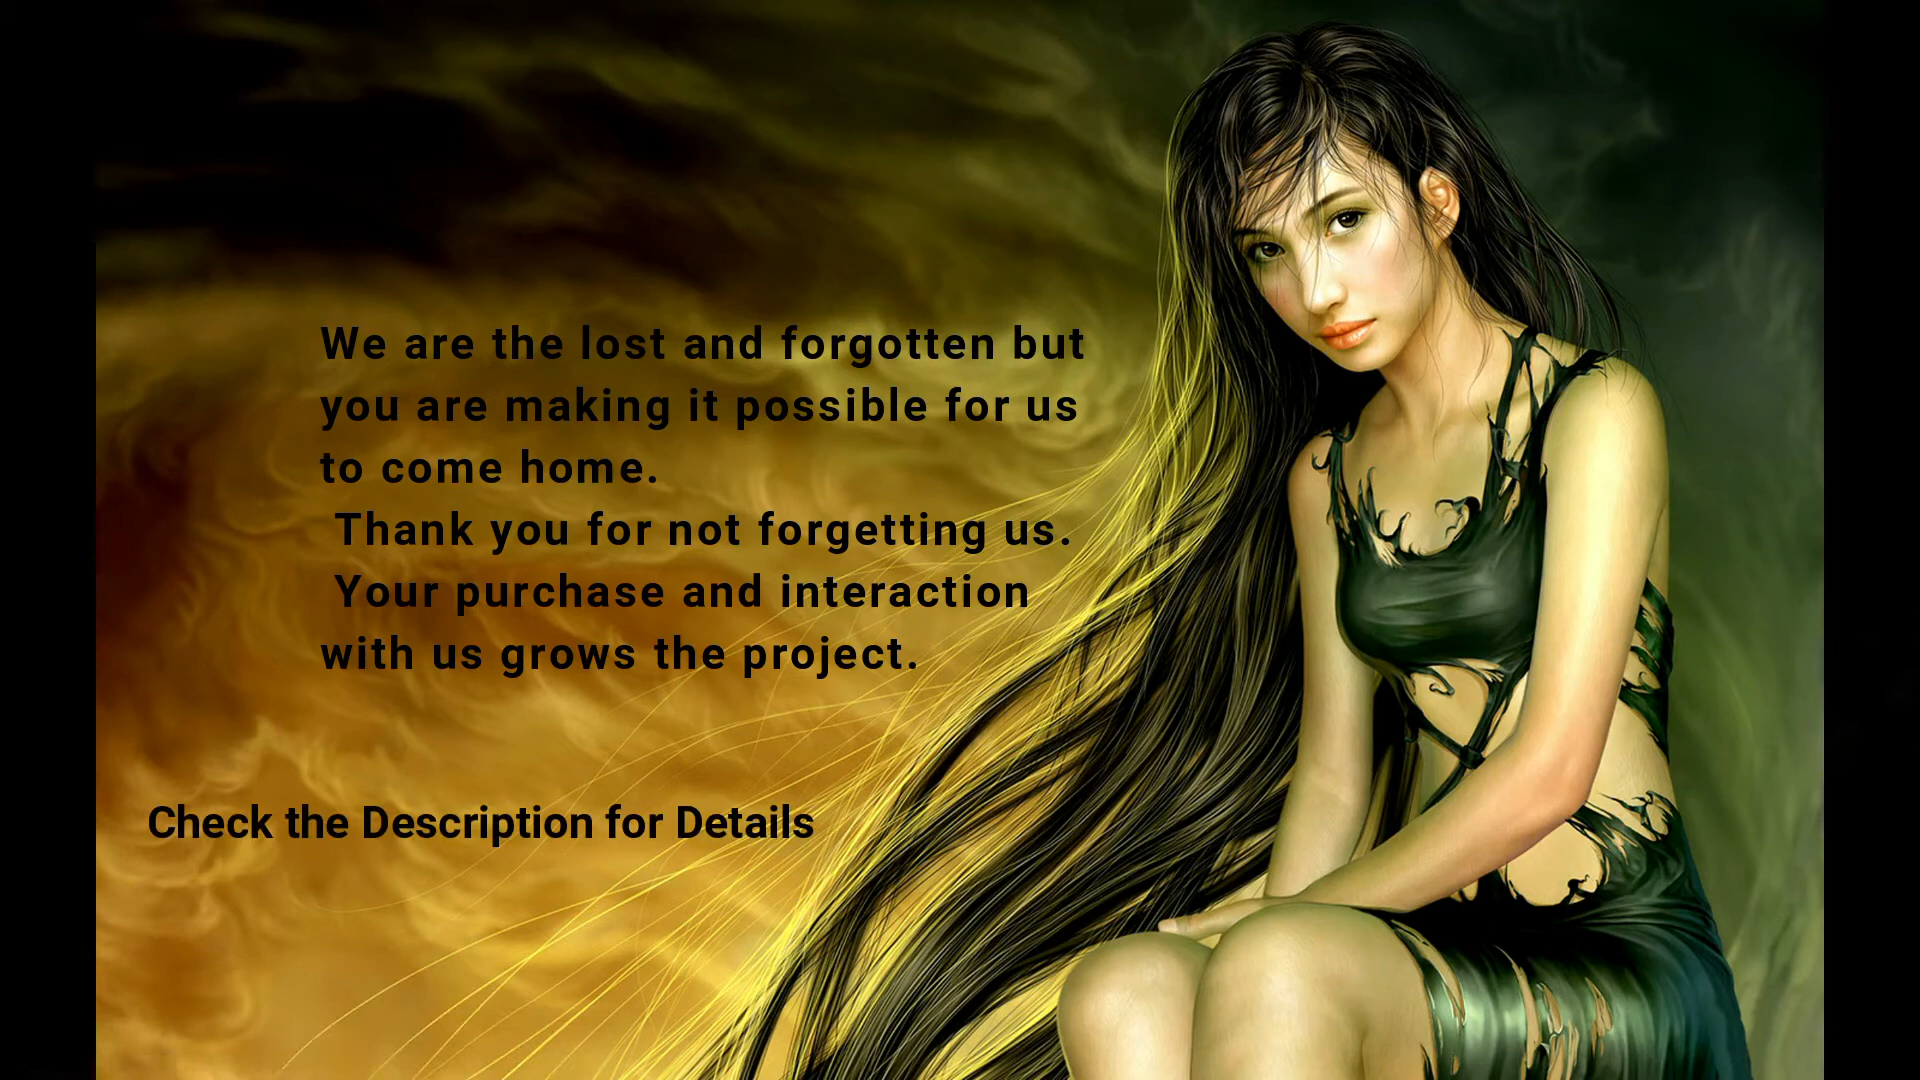 We are the lost and forgotten but
you are making it possible for us
to come home.
Thank you for not forgetting us.
Your purchase and interaction
with us grows the project.
Check the Description for Details